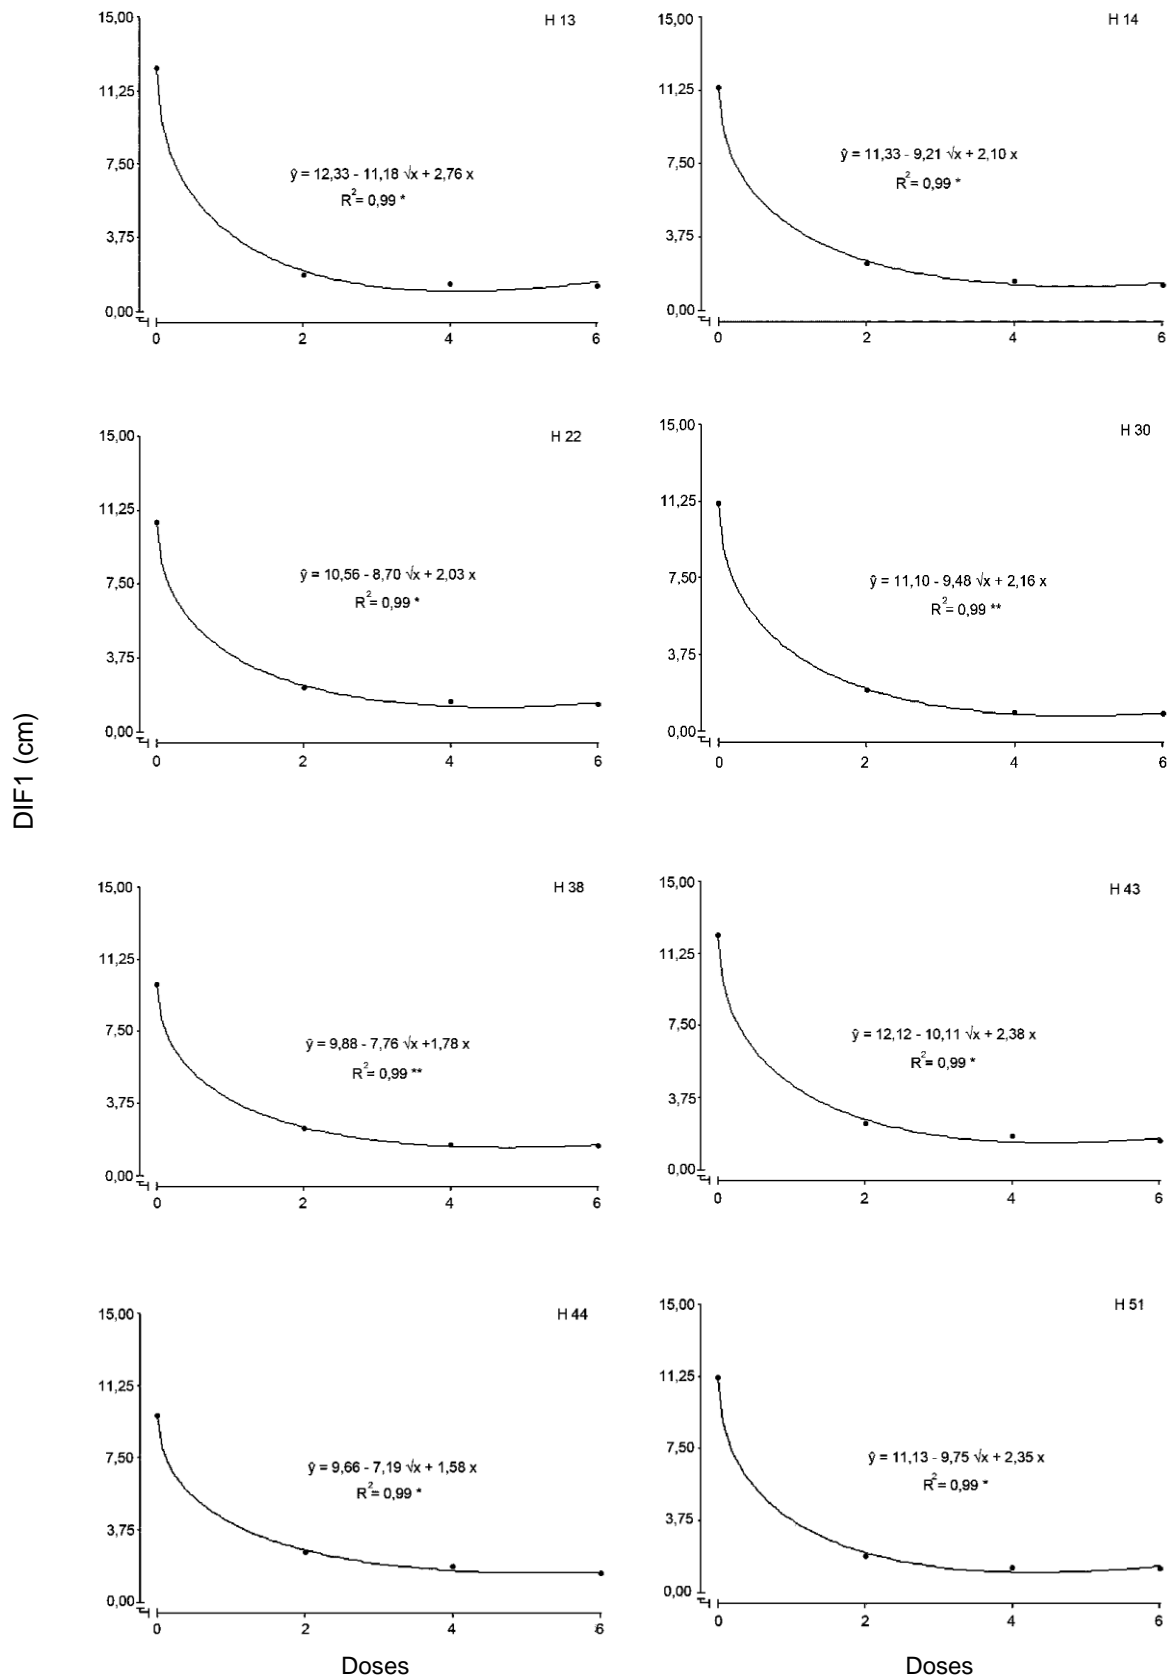 DIF1 (cm)
H 13
15,00
11,25
7,50
3,75
0,00
ŷ = 12,33 - 11,18 √x + 2,76 x
R²= 0,99 *
0 2 4 6
H 14
15,00
11,25
7,50
3,75
0,00
ŷ = 11,33 - 9,21 √x + 2,10 x
R²= 0,99 *
0 2 4 6
H 22
15,00
11,25
7,50
3,75
0,00
ŷ = 10,56 - 8,70 √x + 2,03 x
R²= 0,99 *
0 2 4 6
H 30
15,00
11,25
7,50
3,75
0,00
ŷ = 11,10 - 9,48 √x + 2,16 x
R²= 0,99 **
0 2 4 6
H 38
15,00
11,25
7,50
3,75
0,00
ŷ = 9,88 - 7,76 √x +1,78 x
R²= 0,99 **
0 2 4 6
H 43
15,00
11,25
7,50
3,75
0,00
ŷ = 12,12 - 10,11 √x + 2,38 x
R²= 0,99 *
0 2 4 6
H 44
15,00
11,25
7,50
3,75
0,00
ŷ = 9,66 - 7,19 √x + 1,58 x
R²= 0,99 *
0 2 4 6
Doses
H 51
15,00
11,25
7,50
3,75
0,00
ŷ = 11,13 - 9,75 √x + 2,35 x
R²= 0,99 *
0 2 4 6
Doses